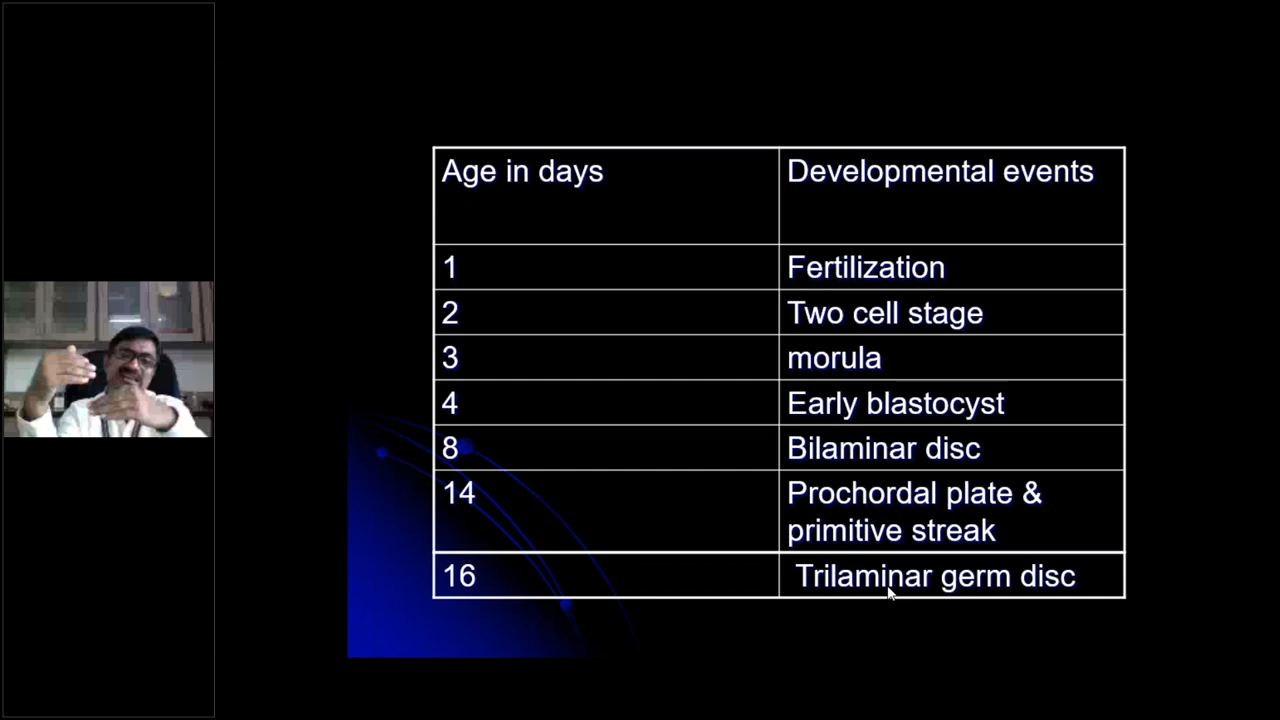 Age in days Developmental events
1 Fertilization
2 Two cell stage
3 morula
4 Early blastocyst
8 Bilaminar disc
14 Prochordal plate &
primitive streak
16 Trilaminar germ disc